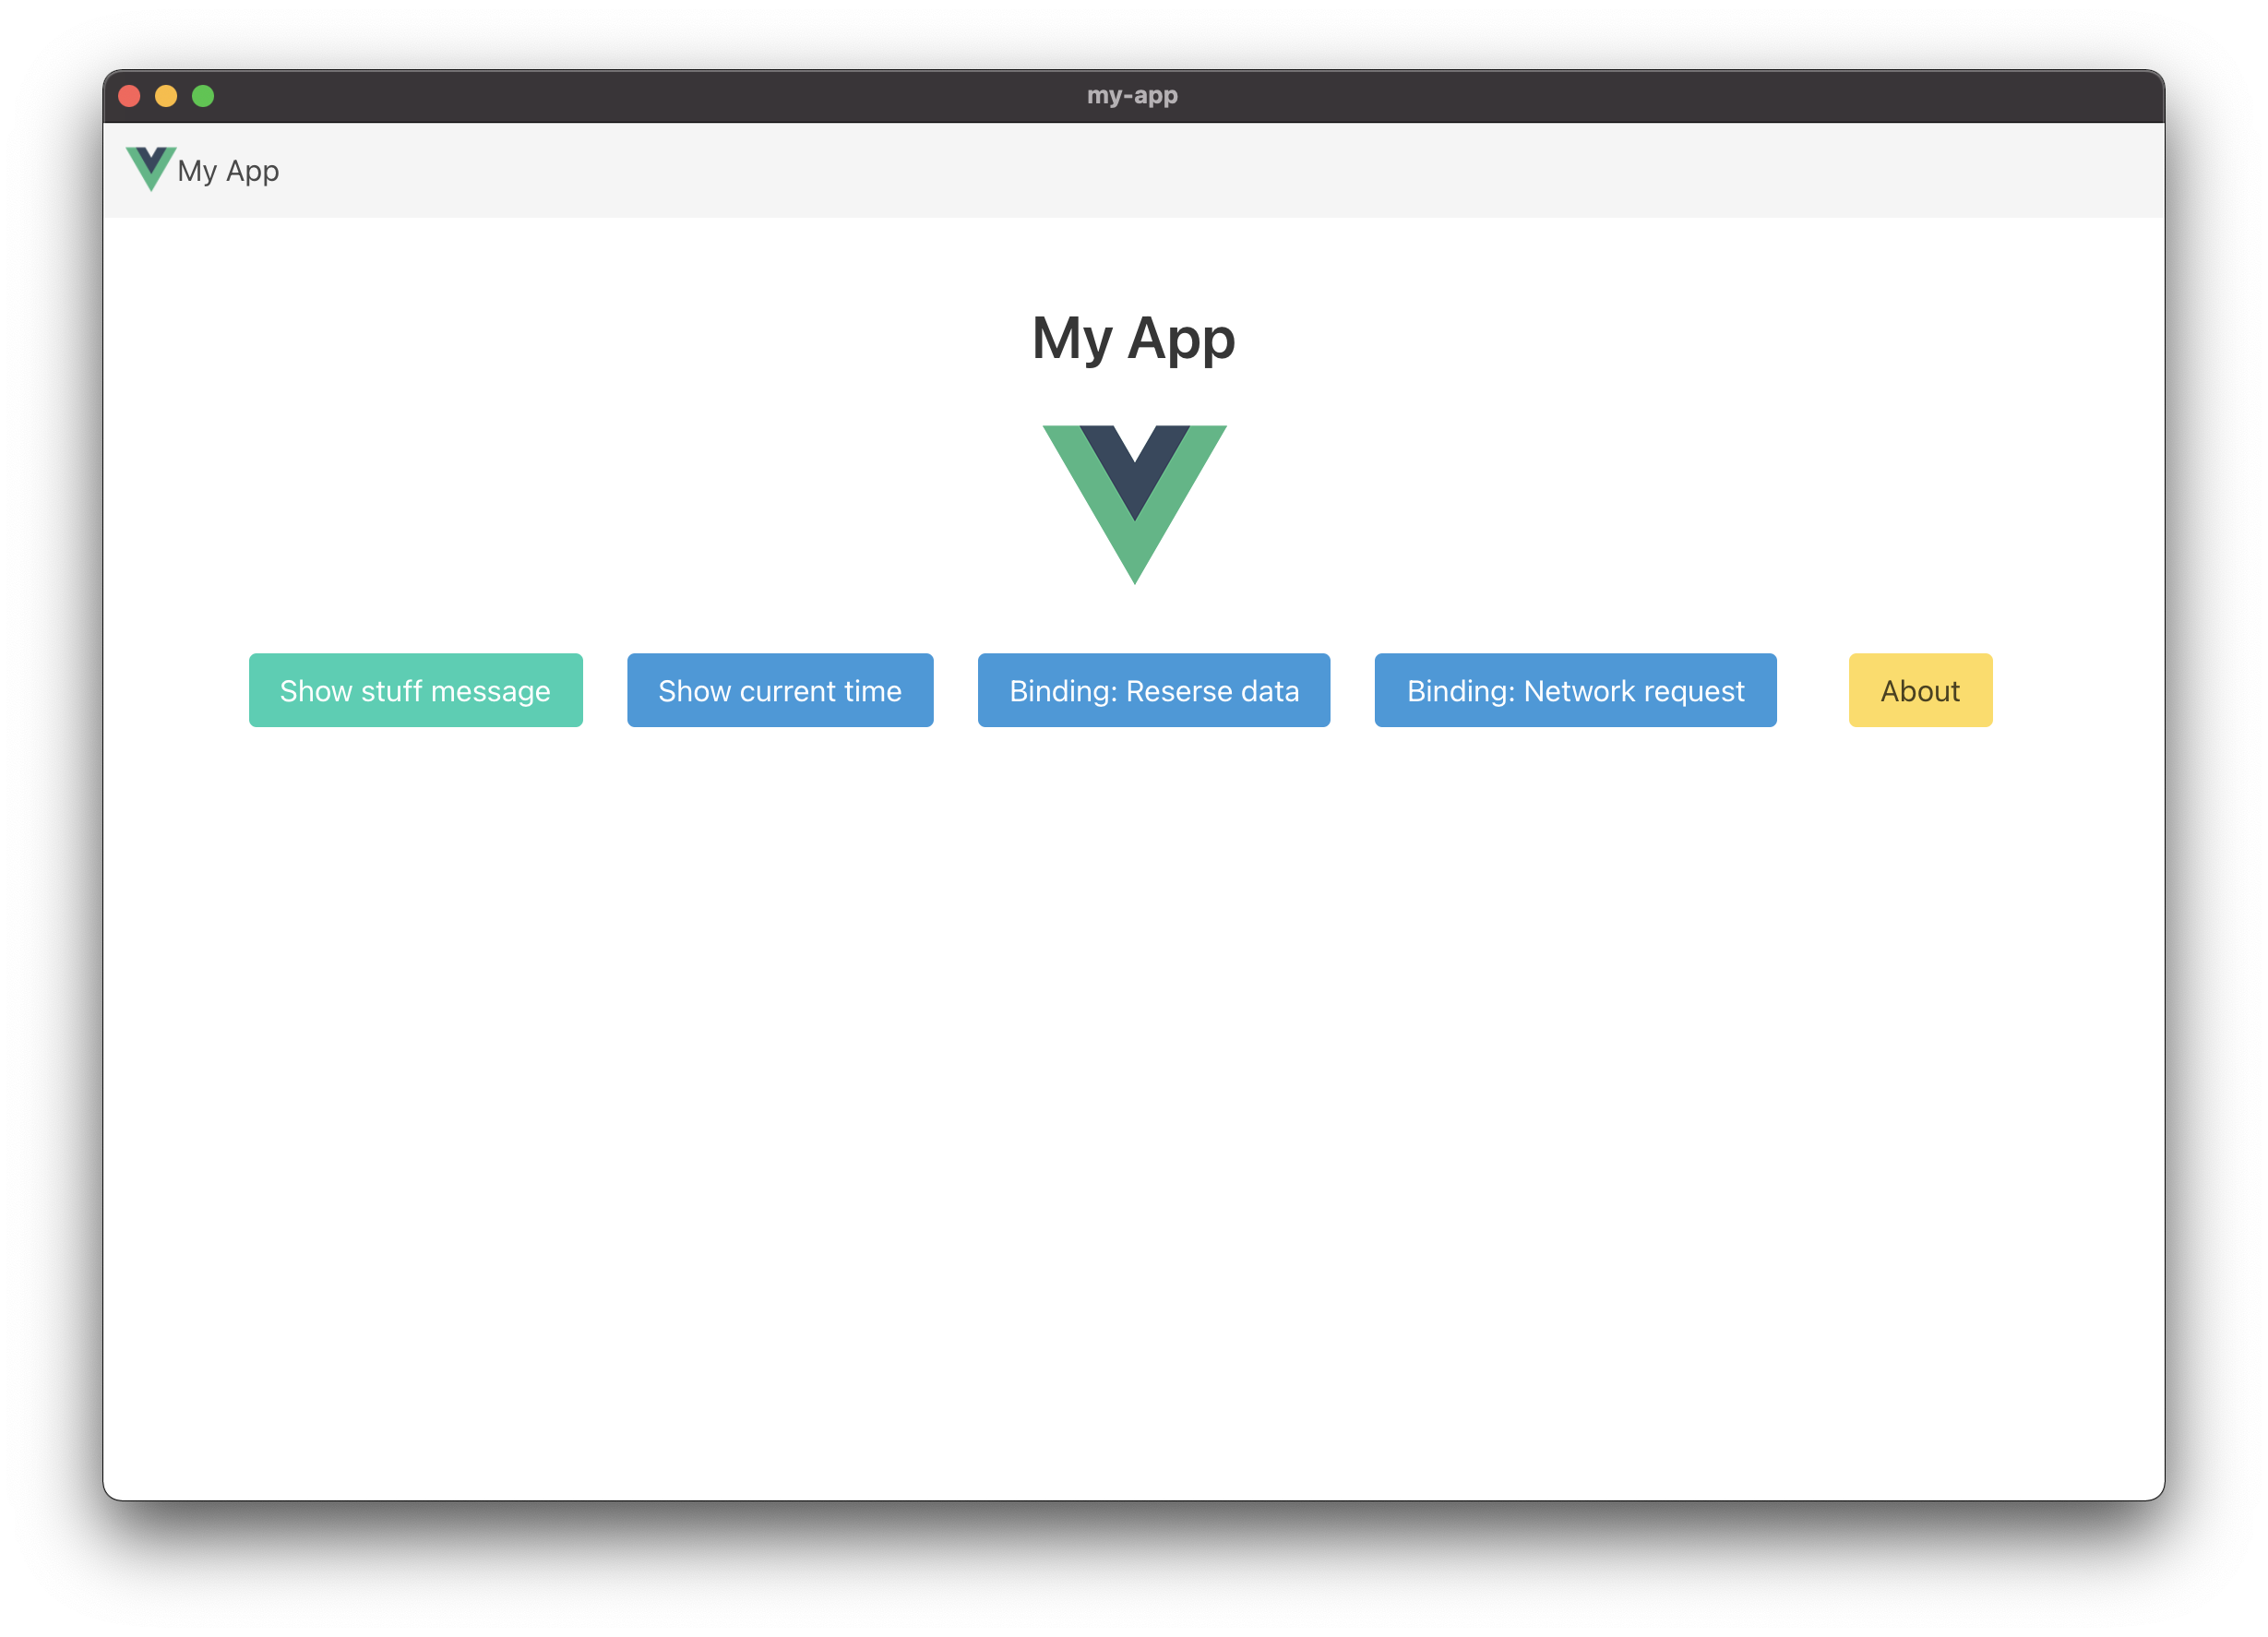 my-app
My App
My App
Show stuff message
Show current time
Binding: Reserse data
Binding: Network request
About